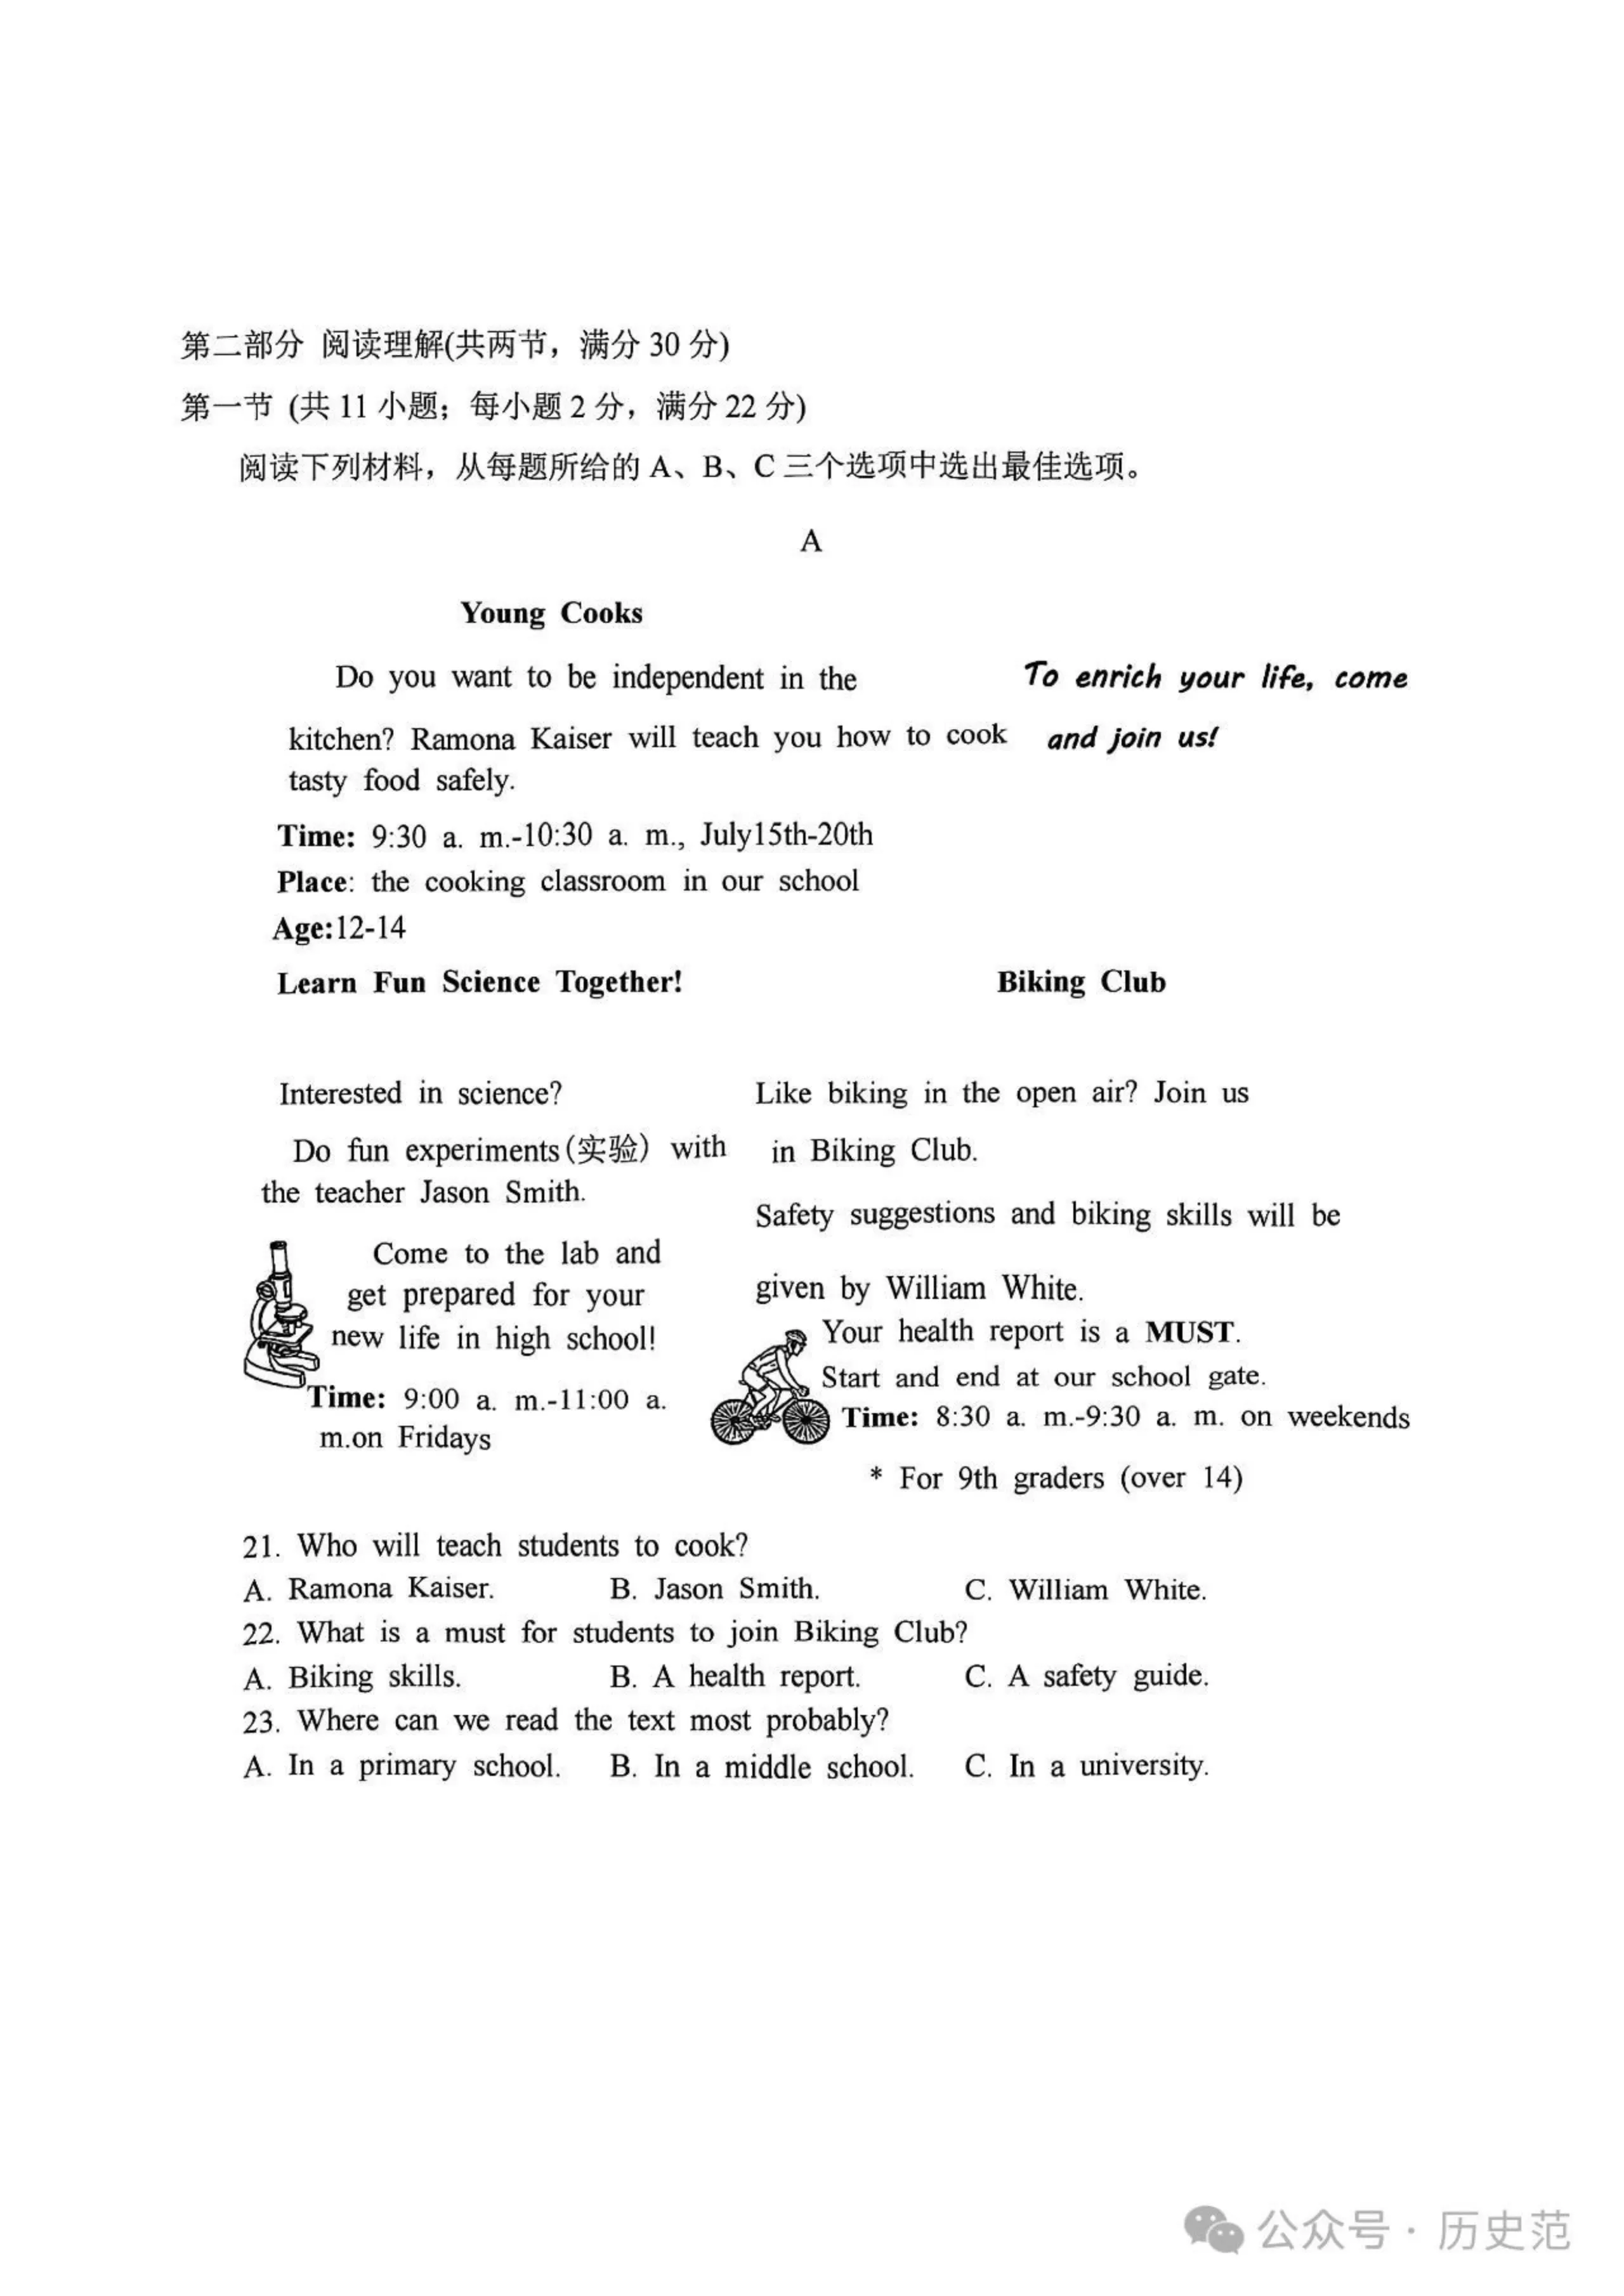 第二部分 阅读理解(共两节，满分 30 分)
第一节 (共 11 小题；每小题 2 分，满分 22 分)
阅读下列材料，从每题所给的 A、B、C 三个选项中选出最佳选项。
A
Young Cooks
Do you want to be independent in the
kitchen? Ramona Kaiser will teach you how to cook
tasty food safely.
To enrich your life, come
and join us!
Time: 9:30 a. m.-10:30 a. m., July15th-20th
Place: the cooking classroom in our school
Age:12-14
Learn Fun Science Together!
Interested in science?
Do fun experiments(实验) with
the teacher Jason Smith.
Come to the lab and
get prepared for your
new life in high school!
Time: 9:00 a. m.-11:00 a.
m.on Fridays
Biking Club
Like biking in the open air? Join us
in Biking Club.
Safety suggestions and biking skills will be
given by William White.
Your health report is a MUST.
Start and end at our school gate.
Time: 8:30 a. m.-9:30 a. m. on weekends
* For 9th graders (over 14)
21. Who will teach students to cook?
A. Ramona Kaiser. B. Jason Smith. C. William White.
22. What is a must for students to join Biking Club?
A. Biking skills. B. A health report. C. A safety guide.
23. Where can we read the text most probably?
A. In a primary school. B. In a middle school. C. In a university.
公众号 · 历史范